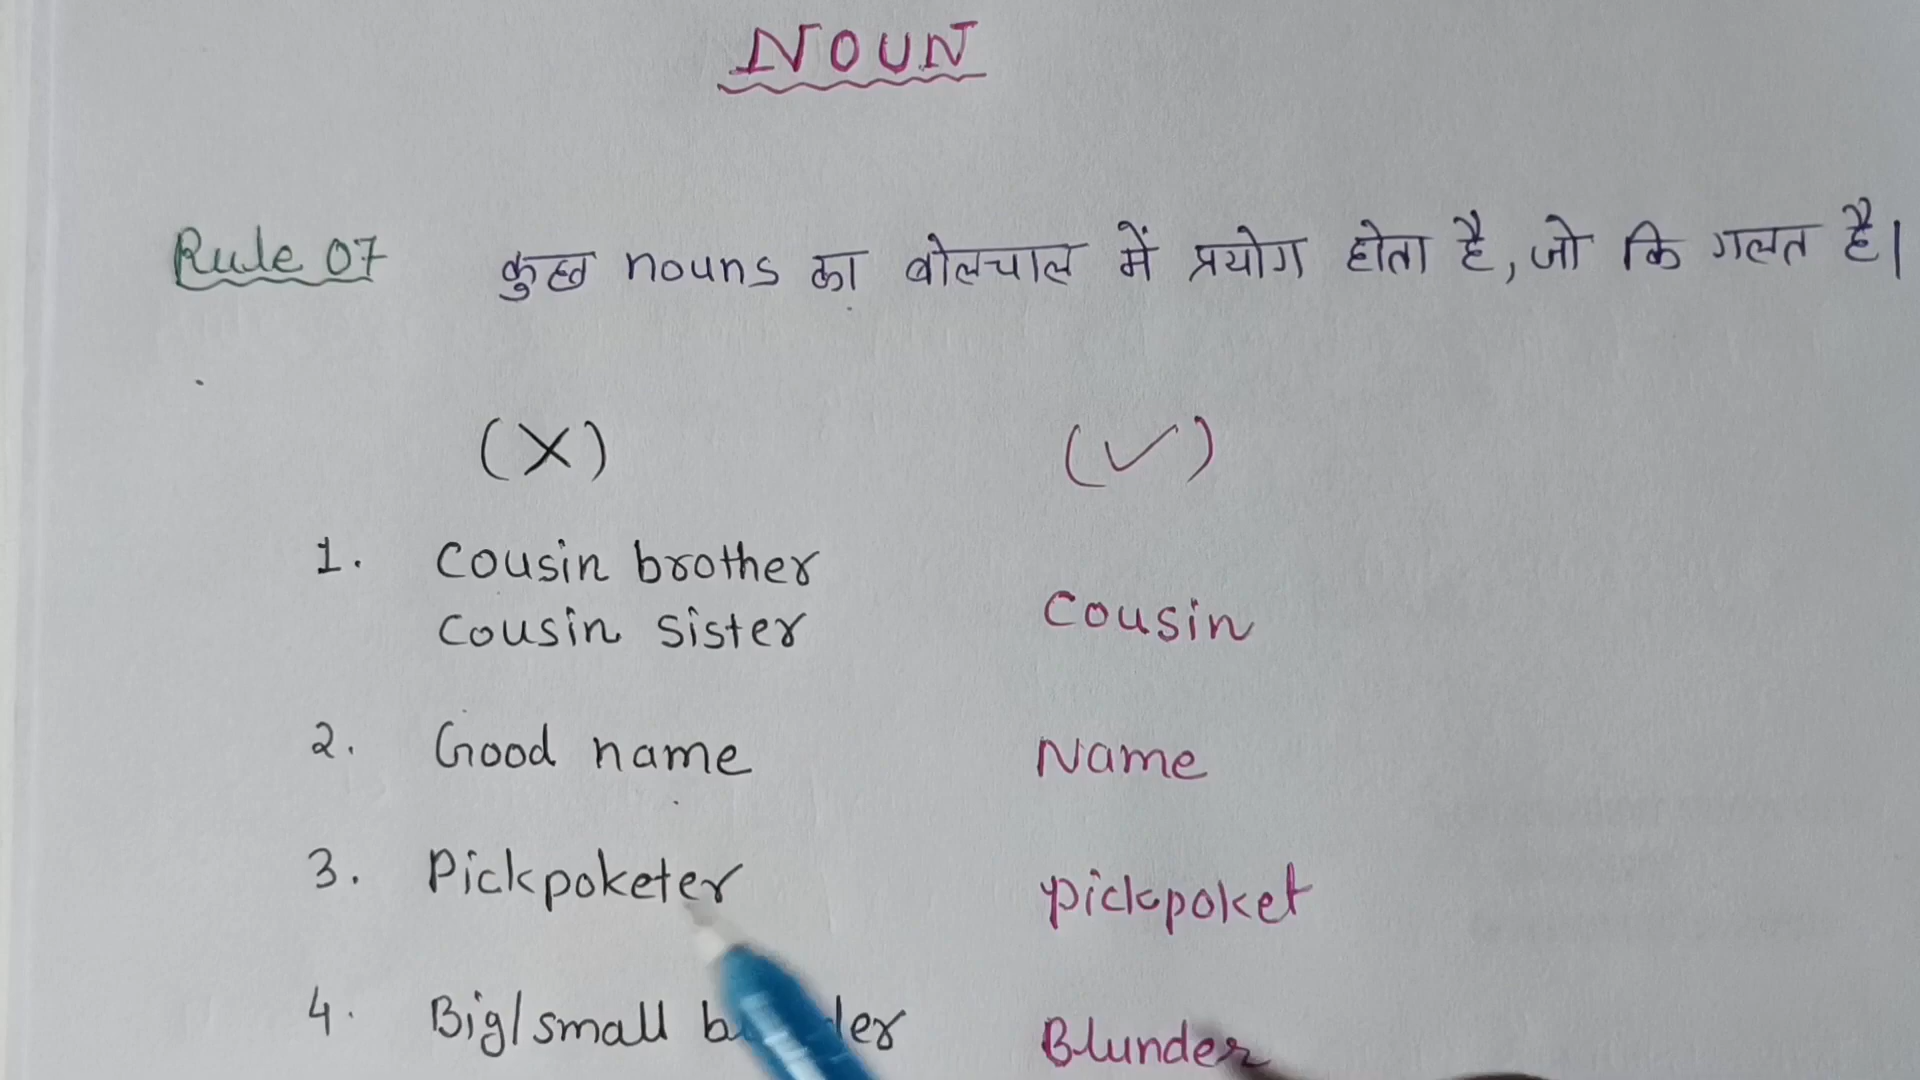 NOUN
Rule 07 कुछ nouns का बोलचाल में प्रयोग होता है, जो कि गलत है।
(X) (✓)
1. Cousin brother
Cousin sister
Cousin
2. Good name Name
3. Pickpoketer pickpoket
4. Big/small Blunder